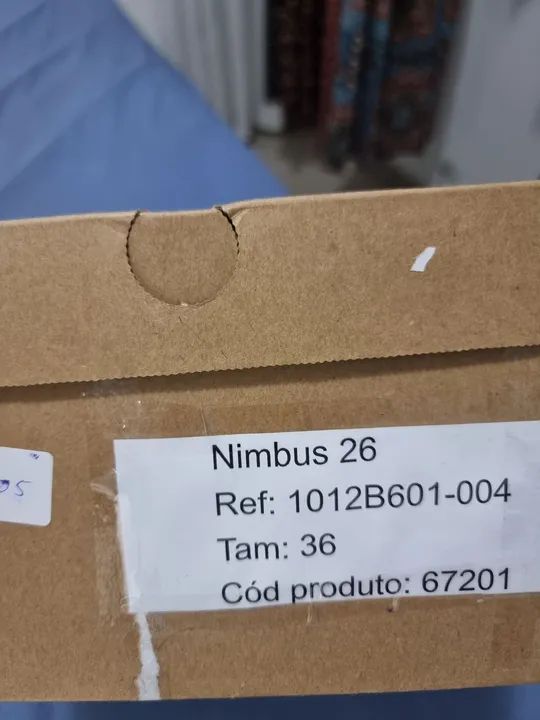 Nimbus 26
Ref: 1012B601-004
Tam: 36
Cód produto: 67201